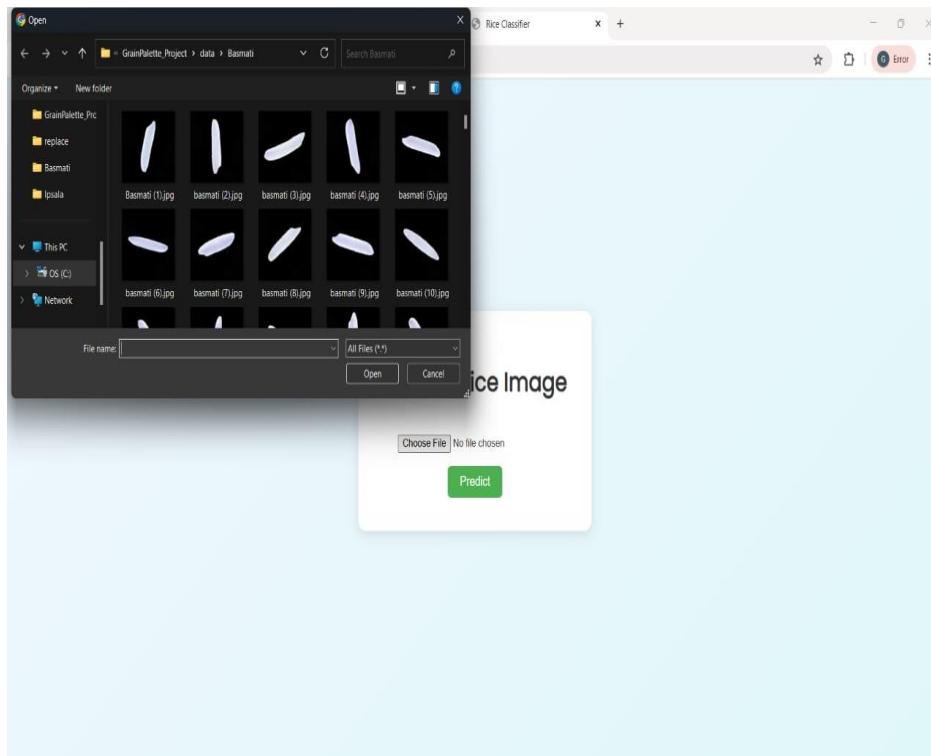 Open
Rice Classifier
GrainPalette_Project › data › Basmati
Search Basmati
G Error
Organize
New folder
GrainPalette_Prc
replace
Basmati
Ipsala
This PC
OS (C:)
Network
Basmati (1).jpg
basmati (2).jpg
basmati (3).jpg
basmati (4).jpg
basmati (5).jpg
basmati (6).jpg
basmati (7).jpg
basmati (8).jpg
basmati (9).jpg
basmati (10).jpg
File name:
All Files (*.*)
Open
Cancel
ice Image
Choose File No file chosen
Predict